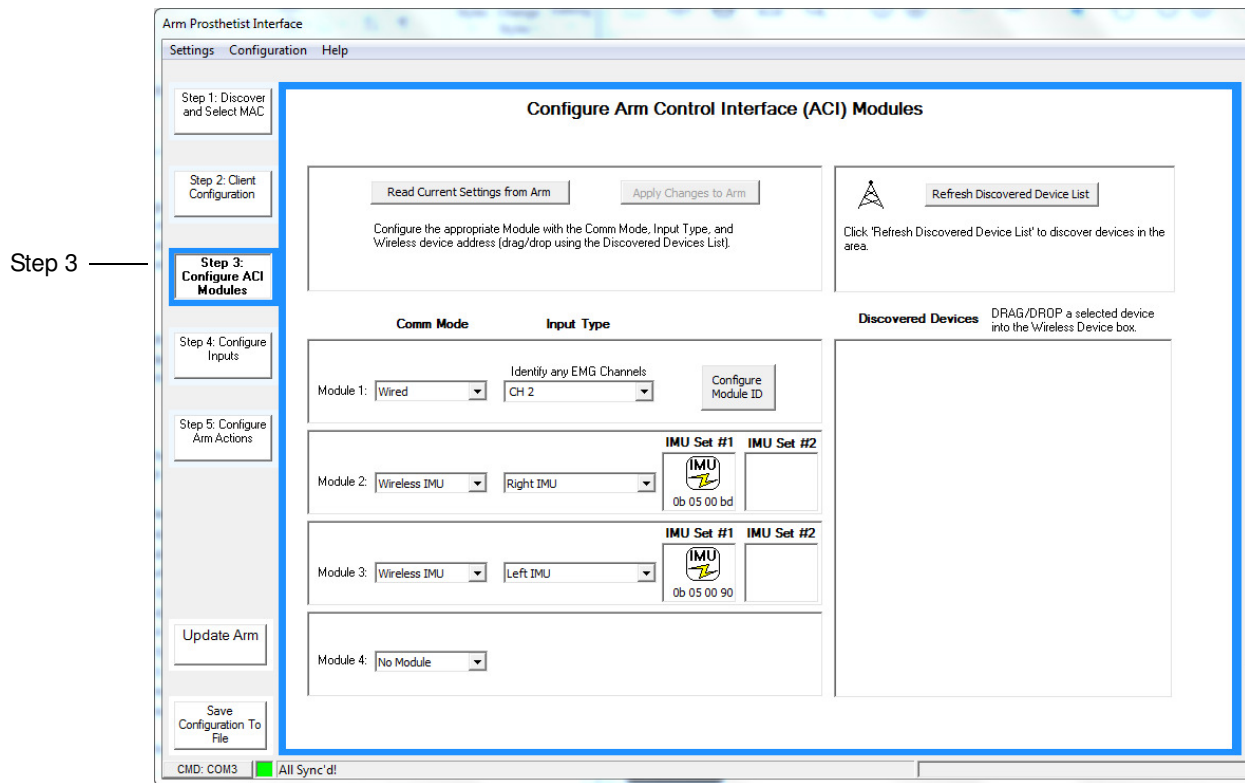 Arm Prosthetist Interface
Settings Configuration Help
Step 1: Discover
and Select MAC
Step 2: Client
Configuration
Step 3
Step 3:
Configure ACI
Modules
Step 4: Configure
Inputs
Step 5: Configure
Arm Actions
Update Arm
Save
Configuration To
File
Configure Arm Control Interface (ACI) Modules
Read Current Settings from Arm
Apply Changes to Arm
Configure the appropriate Module with the Comm Mode, Input Type, and
Wireless device address (drag/drop using the Discovered Devices List).
Refresh Discovered Device List
Click 'Refresh Discovered Device List' to discover devices in the
area.
Comm Mode Input Type
Identify any EMG Channels
Module 1: Wired CH 2
Configure
Module ID
IMU Set #1 IMU Set #2
Module 2: Wireless IMU Right IMU
IMU
0b 05 00 bd
IMU Set #1 IMU Set #2
Module 3: Wireless IMU Left IMU
IMU
0b 05 00 90
Module 4: No Module
Discovered Devices
DRAG/DROP a selected device
into the Wireless Device box.
CMD: COM3 All Sync'd!